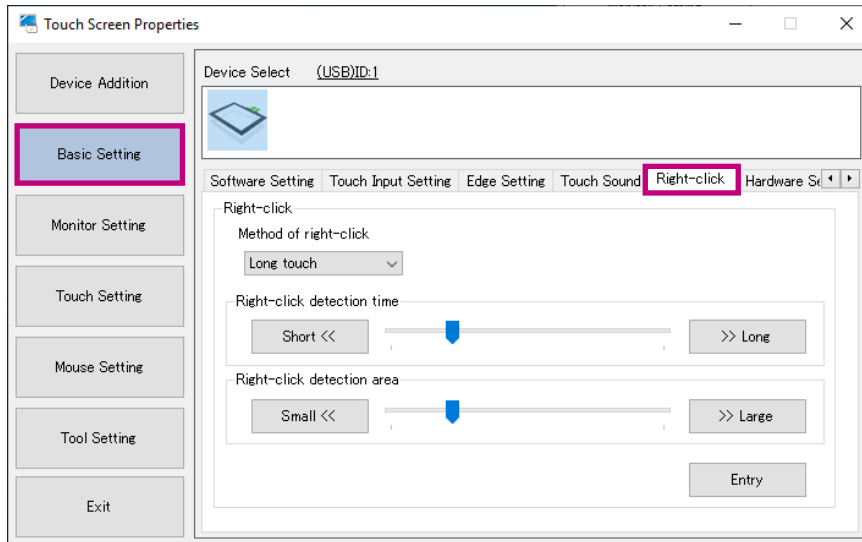 Touch Screen Properties
Device Addition
Basic Setting
Monitor Setting
Touch Setting
Mouse Setting
Tool Setting
Exit
Device Select (USB)ID:1
Software Setting Touch Input Setting Edge Setting Touch Sound Right-click Hardware Se
Right-click
Method of right-click
Long touch
Right-click detection time
Short << >> Long
Right-click detection area
Small << >> Large
Entry